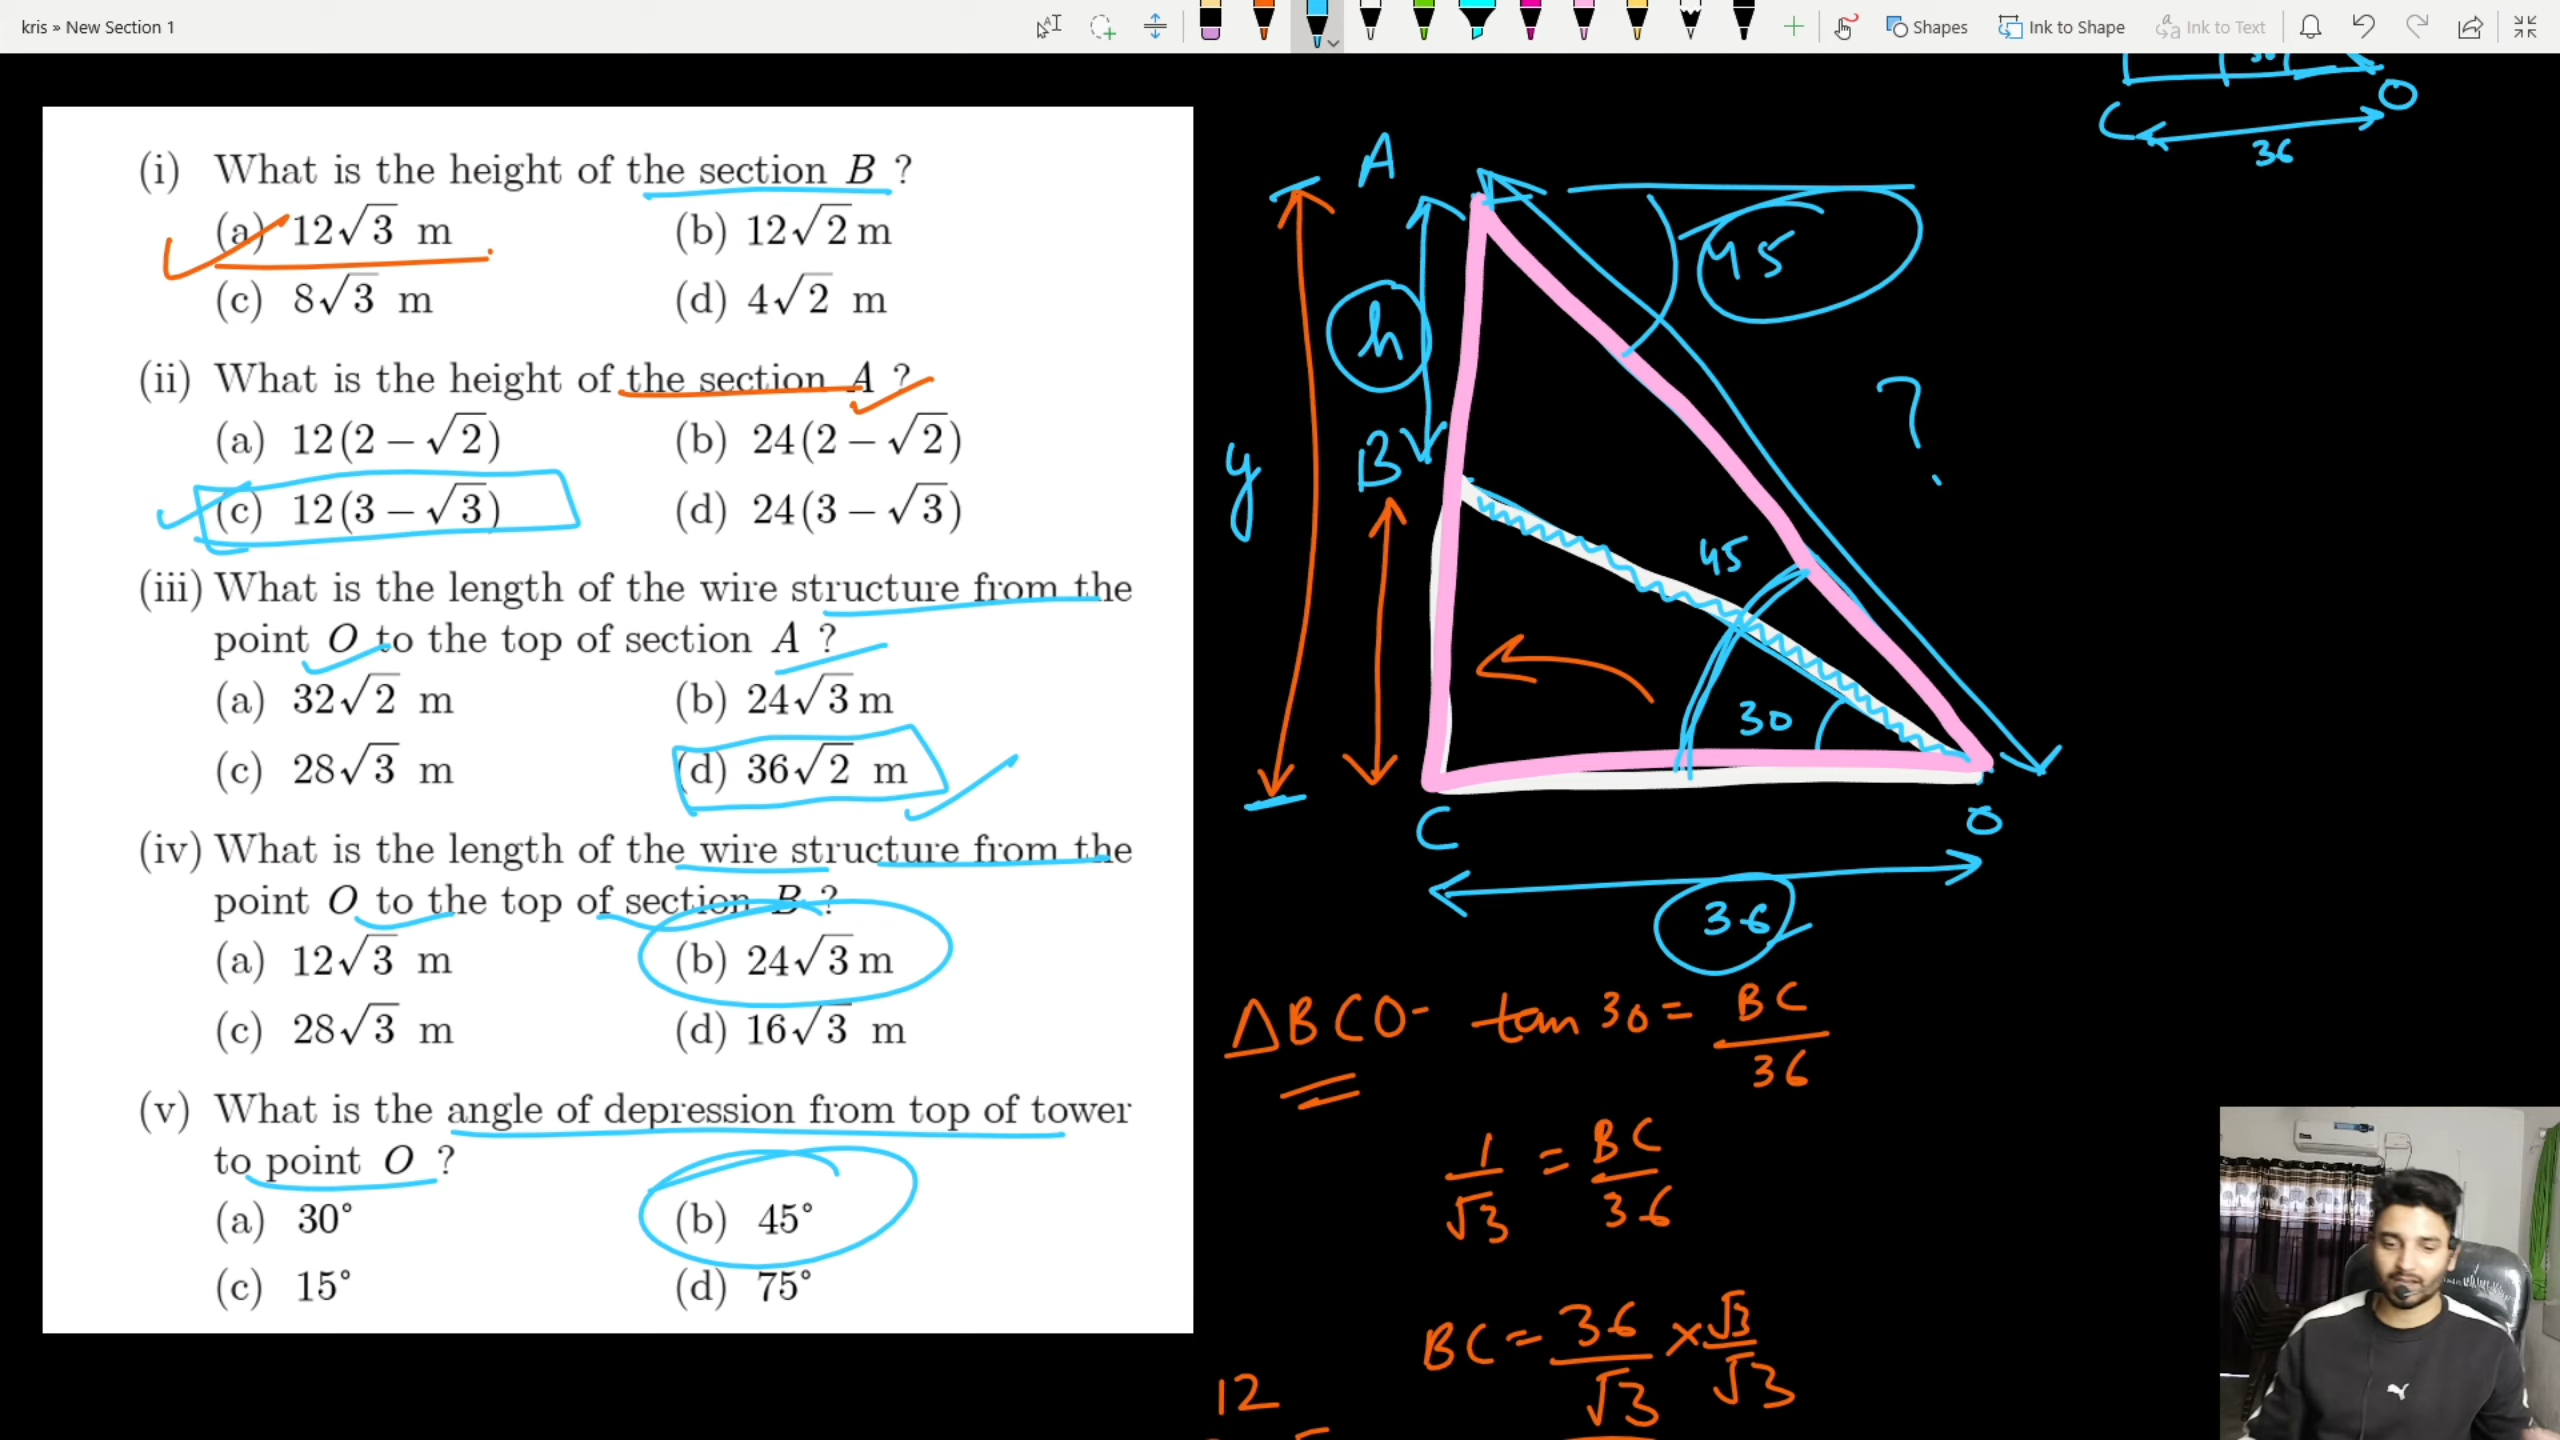 kris » New Section 1
Shapes
Ink to Shape
Ink to Text
(i) What is the height of the section B ?
(a) 12√3 m
(b) 12√2 m
(c) 8√3 m
(d) 4√2 m
(ii) What is the height of the section A ?
(a) 12(2 − √2)
(b) 24(2 − √2)
(c) 12(3 − √3)
(d) 24(3 − √3)
(iii) What is the length of the wire structure from the
point O to the top of section A ?
(a) 32√2 m
(b) 24√3 m
(c) 28√3 m
(d) 36√2 m
(iv) What is the length of the wire structure from the
point O to the top of section B ?
(a) 12√3 m
(b) 24√3 m
(c) 28√3 m
(d) 16√3 m
(v) What is the angle of depression from top of tower
to point O ?
(a) 30°
(b) 45°
(c) 15°
(d) 75°
C
O
36
A
45
h
?
y
B
45
30
C
O
36
△BCO- tan 30 = BC/36
1/√3 = BC/36
BC = 36/√3 × √3/√3
12